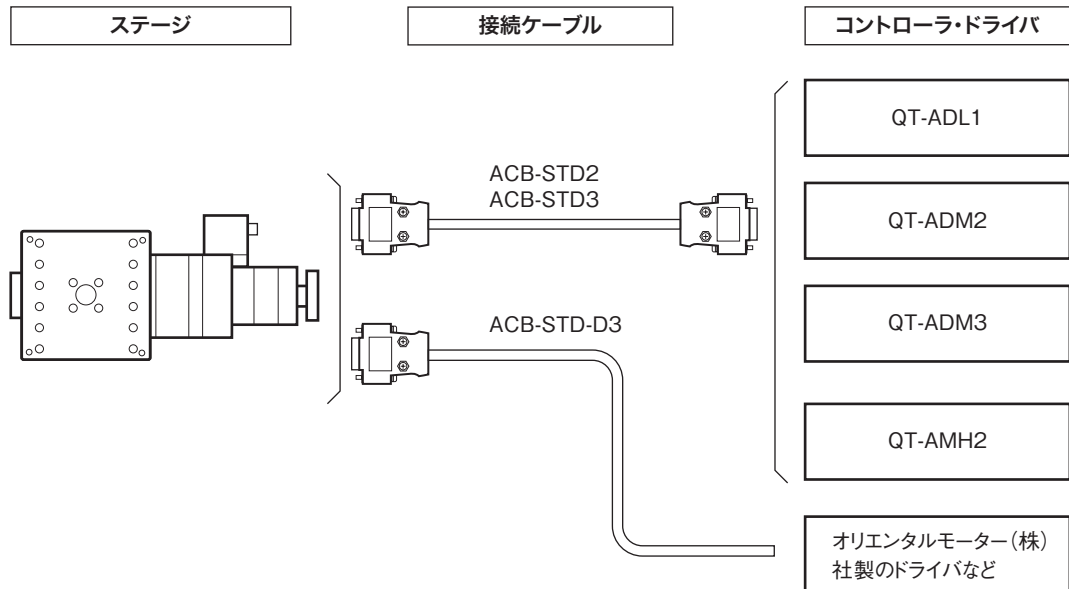 ステージ
接続ケーブル
コントローラ・ドライバ
ACB-STD2
ACB-STD3
ACB-STD-D3
QT-ADL1
QT-ADM2
QT-ADM3
QT-AMH2
オリエンタルモーター(株)
社製のドライバなど